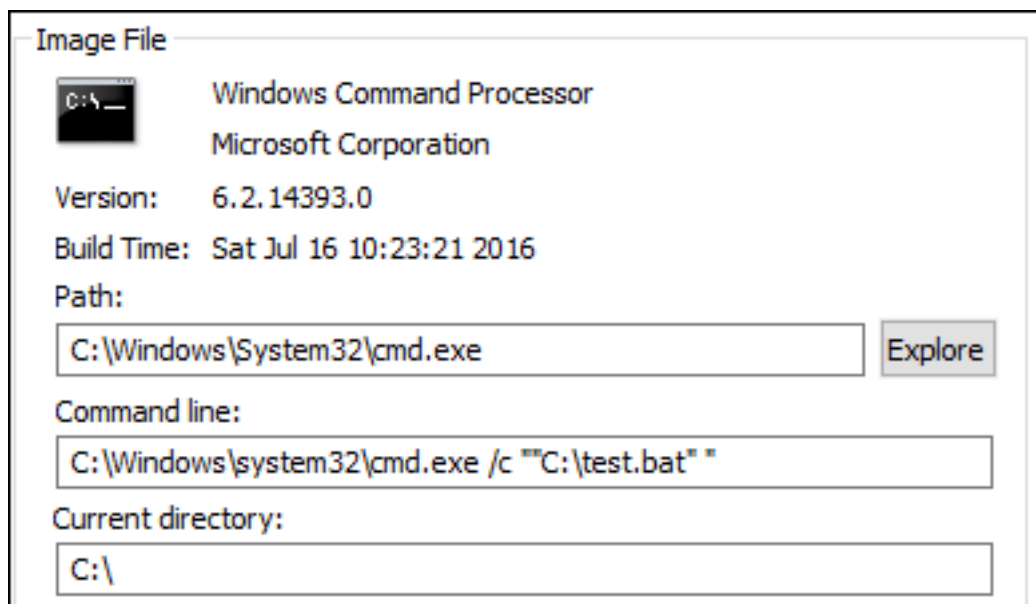 Image File
C:\
Windows Command Processor
Microsoft Corporation
Version: 6.2.14393.0
Build Time: Sat Jul 16 10:23:21 2016
Path:
C:\Windows\System32\cmd.exe Explore
Command line:
C:\Windows\system32\cmd.exe /c ""C:\test.bat" "
Current directory:
C:\